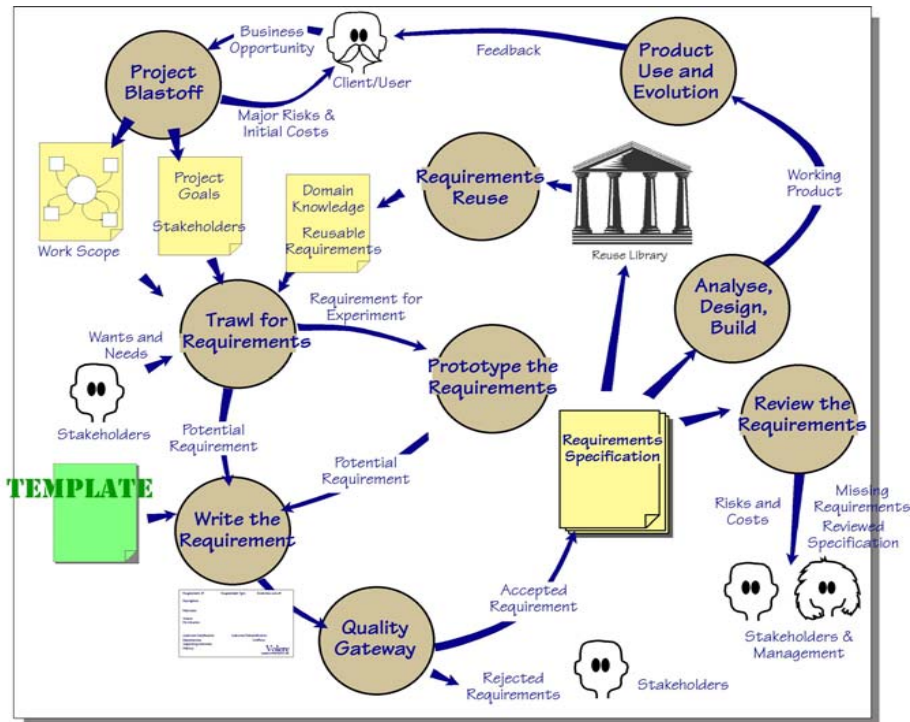 Business
Opportunity
Client/User
Feedback
Product
Use and
Evolution
Project
Blastoff
Major Risks &
Initial Costs
Work Scope
Project
Goals
Stakeholders
Domain
Knowledge
Reusable
Requirements
Requirements
Reuse
Reuse Library
Working
Product
Analyse,
Design,
Build
Trawl for
Requirements
Requirement for
Experiment
Wants and
Needs
Stakeholders
Prototype the
Requirements
Review the
Requirements
Requirements
Specification
Potential
Requirement
Potential
Requirement
TEMPLATE
Write the
Requirement
Risks and
Costs
Missing
Requirements
Reviewed
Specification
Accepted
Requirement
Quality
Gateway
Volere
Stakeholders &
Management
Rejected
Requirements
Stakeholders